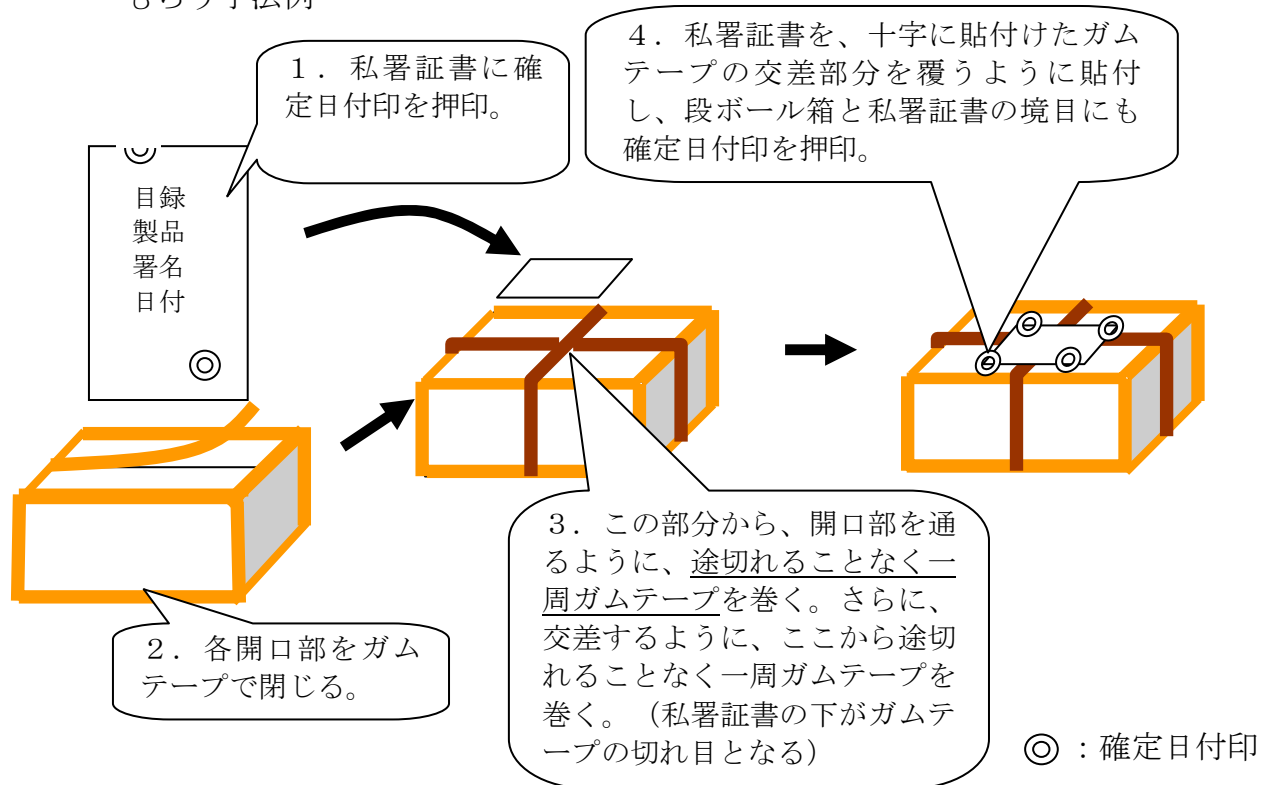 もらう手法例
１．私署証書に確
定日付印を押印。
４．私署証書を、十字に貼付けたガム
テープの交差部分を覆うように貼付
し、段ボール箱と私署証書の境目にも
確定日付印を押印。
目録
製品
署名
日付
２．各開口部をガム
テープで閉じる。
３．この部分から、開口部を通
るように、途切れることなく一
周ガムテープを巻く。さらに、
交差するように、ここから途切
れることなく一周ガムテープを
巻く。（私署証書の下がガムテ
ープの切れ目となる）
◎：確定日付印